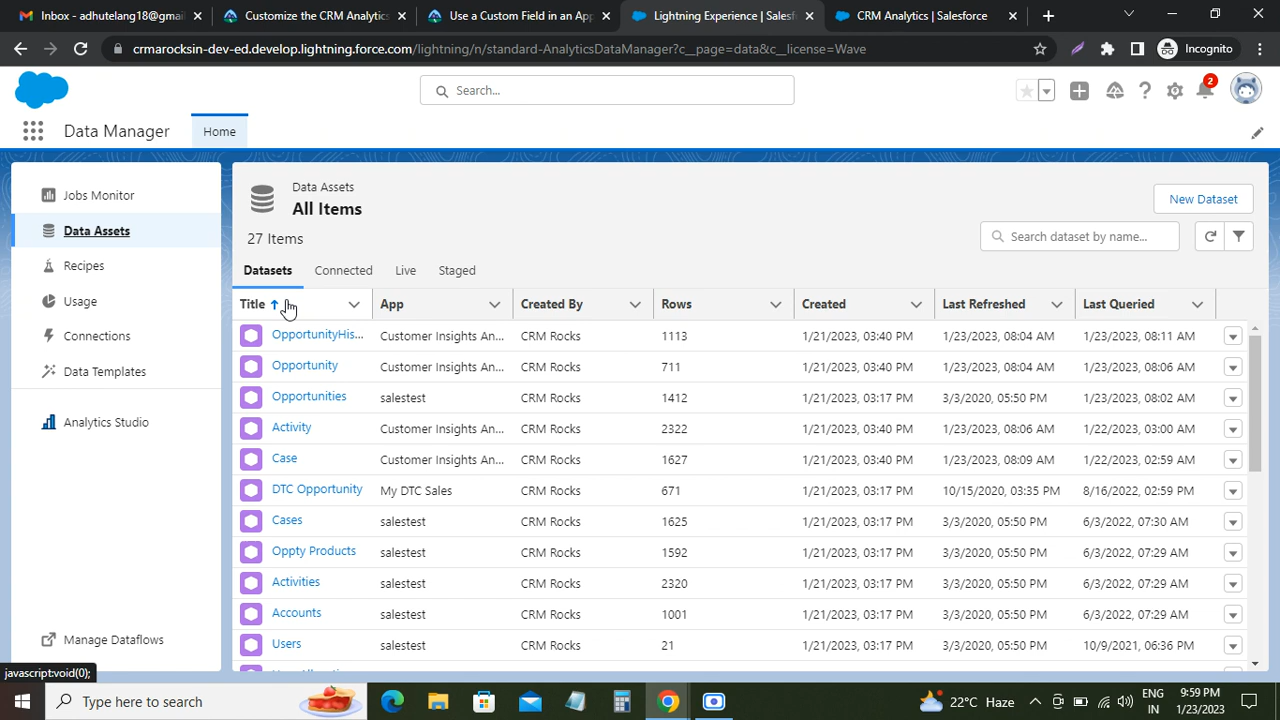 Inbox - adhutelang18@gmai
Customize the CRM Analytics
Use a Custom Field in an App
Lightning Experience | Salesf
CRM Analytics | Salesforce
crmarocksin-dev-ed.develop.lightning.force.com/lightning/n/standard-AnalyticsDataManager?c__page=data&c__license=Wave
Incognito
Search...
2
Data Manager
Home
Jobs Monitor
Data Assets
Recipes
Usage
Connections
Data Templates
Analytics Studio
Manage Dataflows
Data Assets
All Items
New Dataset
27 Items
Search dataset by name...
Datasets Connected Live Staged
Title App Created By Rows Created Last Refreshed Last Queried
OpportunityHis... Customer Insights An... CRM Rocks 1113 1/21/2023, 03:40 PM 1/23/2023, 08:04 AM 1/23/2023, 08:11 AM
Opportunity Customer Insights An... CRM Rocks 711 1/21/2023, 03:40 PM 1/23/2023, 08:04 AM 1/23/2023, 08:06 AM
Opportunities salestest CRM Rocks 1412 1/21/2023, 03:17 PM 3/3/2020, 05:50 PM 1/23/2023, 08:02 AM
Activity Customer Insights An... CRM Rocks 2322 1/21/2023, 03:40 PM 1/23/2023, 08:06 AM 1/22/2023, 03:00 AM
Case Customer Insights An... CRM Rocks 1627 1/21/2023, 03:40 PM 1/23/2023, 08:09 AM 1/22/2023, 02:59 AM
DTC Opportunity My DTC Sales CRM Rocks 671 1/21/2023, 03:17 PM 10/15/2020, 03:35 PM 8/16/2022, 02:59 PM
Cases salestest CRM Rocks 1625 1/21/2023, 03:17 PM 3/3/2020, 05:50 PM 6/3/2022, 07:30 AM
Oppty Products salestest CRM Rocks 1592 1/21/2023, 03:17 PM 3/3/2020, 05:50 PM 6/3/2022, 07:29 AM
Activities salestest CRM Rocks 2320 1/21/2023, 03:17 PM 3/3/2020, 05:50 PM 6/3/2022, 07:29 AM
Accounts salestest CRM Rocks 1001 1/21/2023, 03:17 PM 3/3/2020, 05:50 PM 6/3/2022, 07:29 AM
Users salestest CRM Rocks 21 1/21/2023, 03:17 PM 3/3/2020, 05:50 PM 10/9/2021, 06:36 PM
javascript:void(0);
Type here to search
22°C Haze
ENG
IN
9:59 PM
1/23/2023